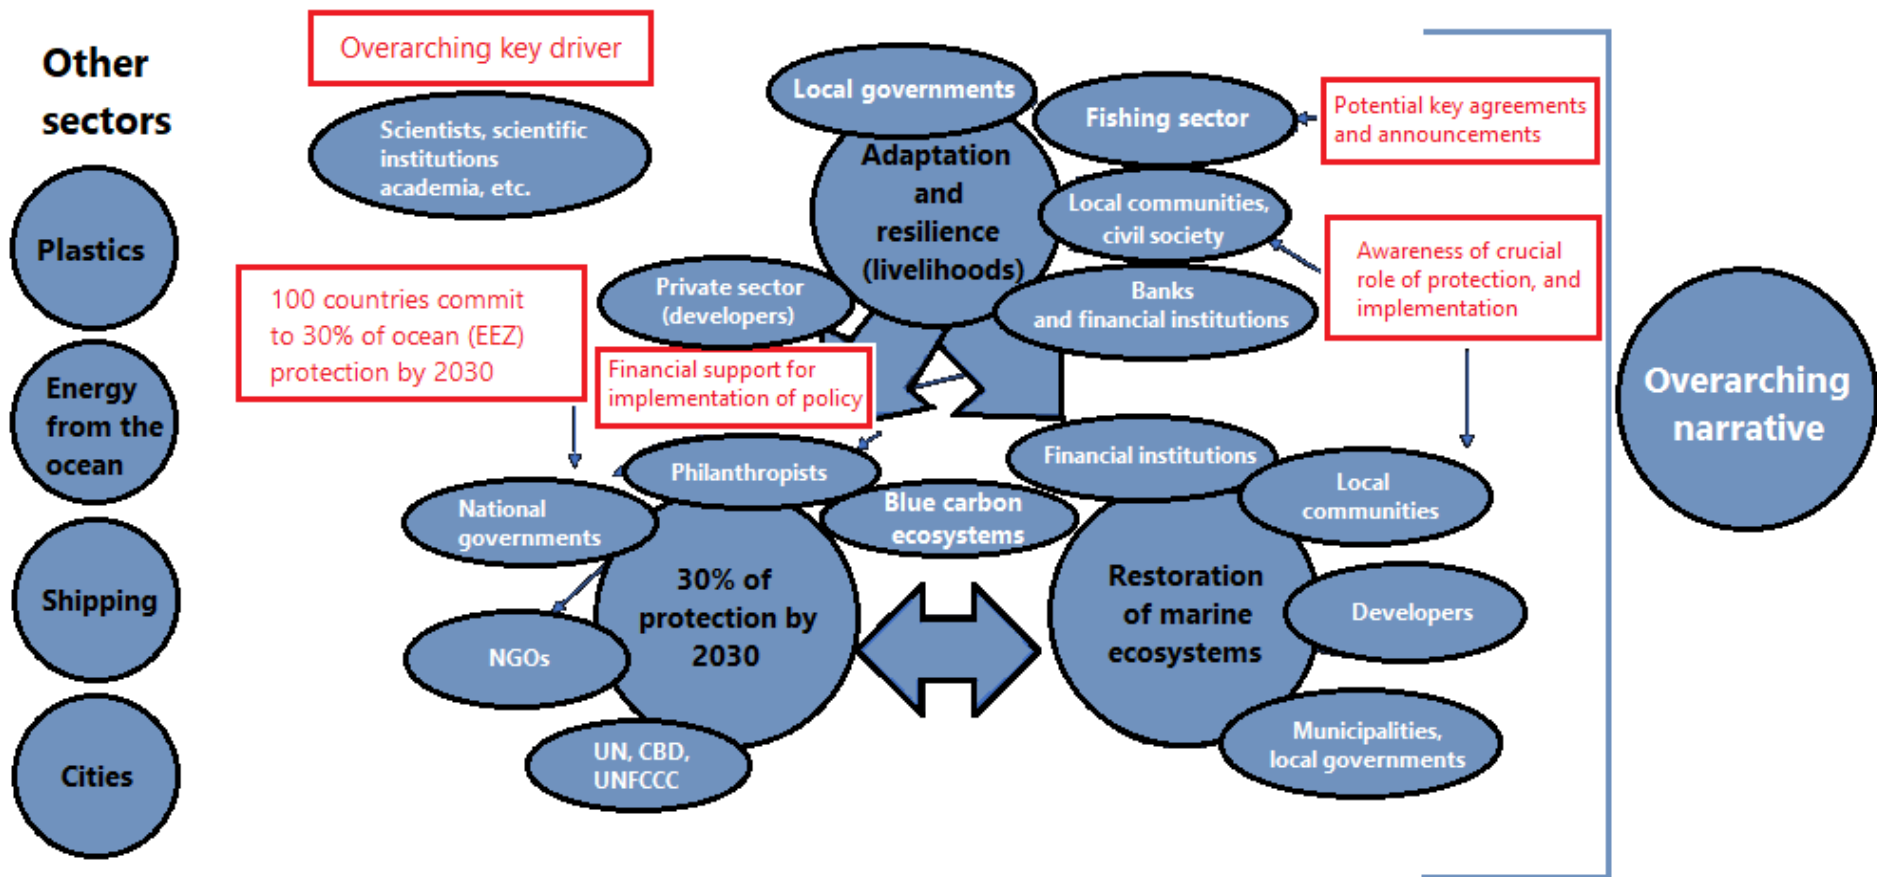 Other
sectors
Plastics
Energy
from the
ocean
Shipping
Cities
Overarching key driver
Scientists, scientific
institutions
academia, etc.
100 countries commit
to 30% of ocean (EEZ)
protection by 2030
Local governments
Adaptation
and
resilience
(livelihoods)
Fishing sector
Potential key agreements
and announcements
Local communities,
civil society
Awareness of crucial
role of protection, and
implementation
Private sector
(developers)
Banks
and financial institutions
Financial support for
implementation of policy
Philanthropists
National
governments
Blue carbon
ecosystems
30% of
protection by
2030
NGOs
UN, CBD,
UNFCCC
Financial institutions
Local
communities
Restoration
of marine
ecosystems
Developers
Municipalities,
local governments
Overarching
narrative